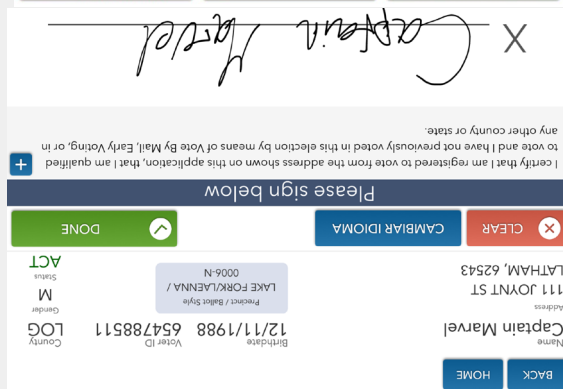 BACK HOME
Name
Captain Marvel
Birthdate
12/11/1988
Voter ID
654788511
County
LOG
Address
111 JOYNT ST
LATHAM, 62543
Precinct / Ballot Style
LAKE FORK/LAENNA /
0006-N
Gender
M
Status
ACT
CLEAR CAMBIAR IDIOMA DONE
Please sign below
I certify that I am registered to vote from the address shown on this application, that I am qualified
to vote and I have not previously voted in this election by means of Vote By Mail, Early Voting, or in
any other county or state.
+
X Captain Marvel